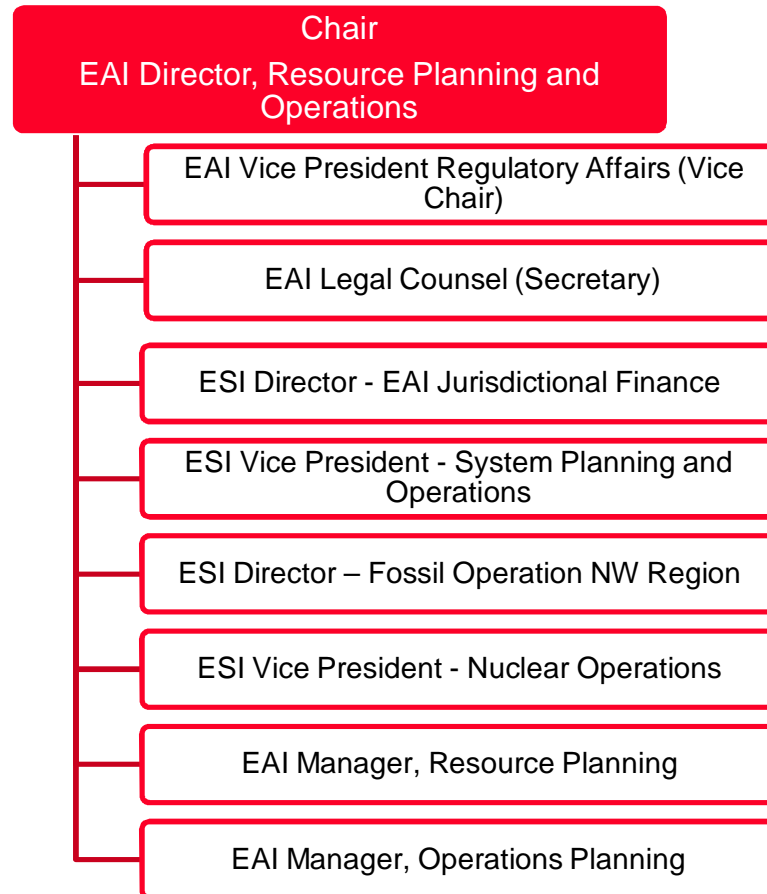 Chair
EAI Director, Resource Planning and
Operations
EAI Vice President Regulatory Affairs (Vice
Chair)
EAI Legal Counsel (Secretary)
ESI Director - EAI Jurisdictional Finance
ESI Vice President - System Planning and
Operations
ESI Director – Fossil Operation NW Region
ESI Vice President - Nuclear Operations
EAI Manager, Resource Planning
EAI Manager, Operations Planning